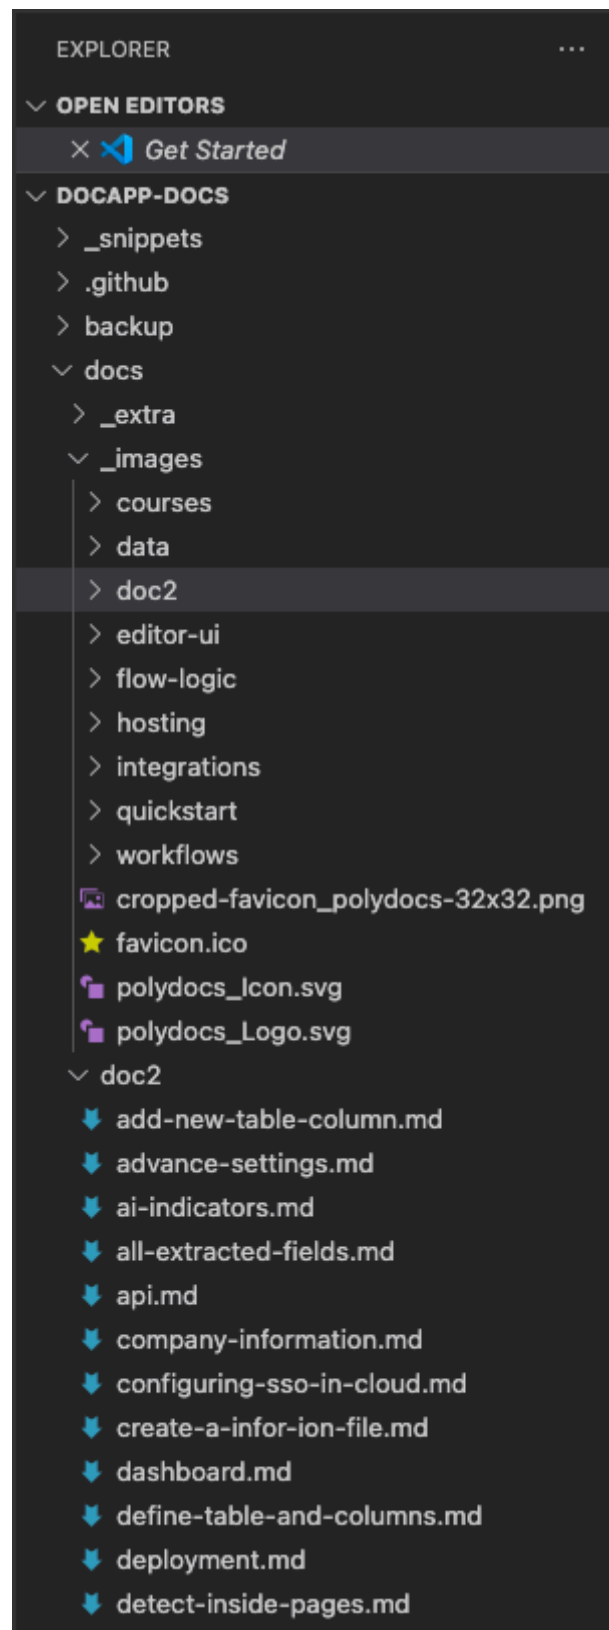 EXPLORER
OPEN EDITORS
Get Started
DOCAPP-DOCS
_snippets
.github
backup
docs
_extra
_images
courses
data
doc2
editor-ui
flow-logic
hosting
integrations
quickstart
workflows
cropped-favicon_polydocs-32x32.png
favicon.ico
polydocs_Icon.svg
polydocs_Logo.svg
doc2
add-new-table-column.md
advance-settings.md
ai-indicators.md
all-extracted-fields.md
api.md
company-information.md
configuring-sso-in-cloud.md
create-a-infor-ion-file.md
dashboard.md
define-table-and-columns.md
deployment.md
detect-inside-pages.md